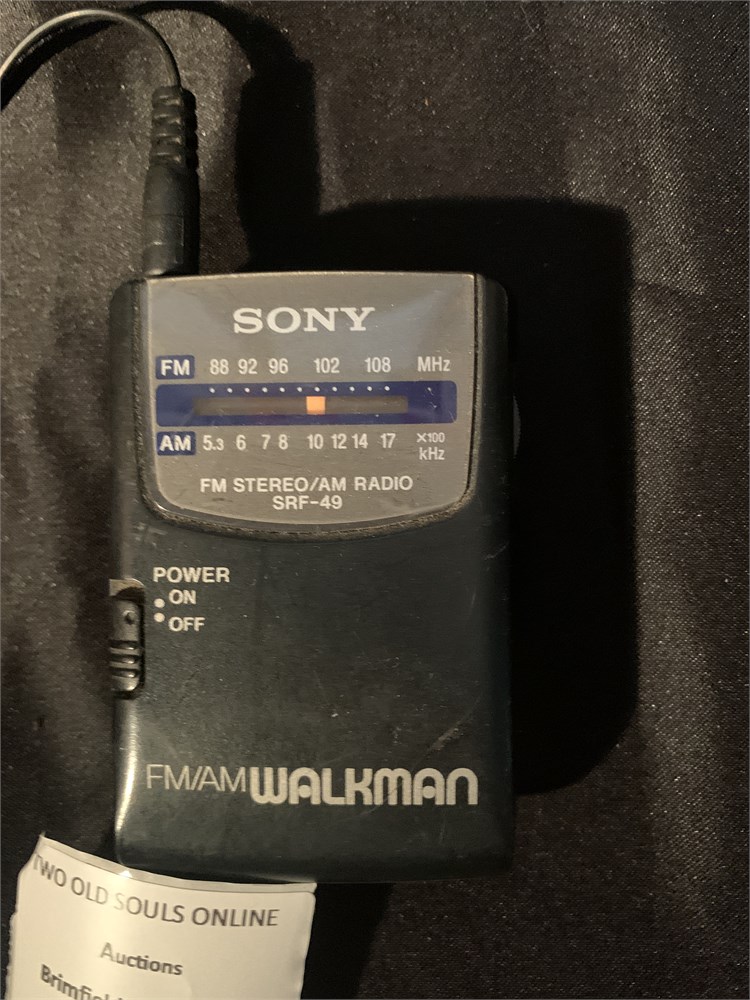 SONY
FM 88 92 96 102 108 MHz
AM 5.3 6 7 8 10 12 14 17 ×100 kHz
FM STEREO/AM RADIO
SRF-49
POWER
ON
OFF
FM/AM WALKMAN
TWO OLD SOULS ONLINE
Auctions